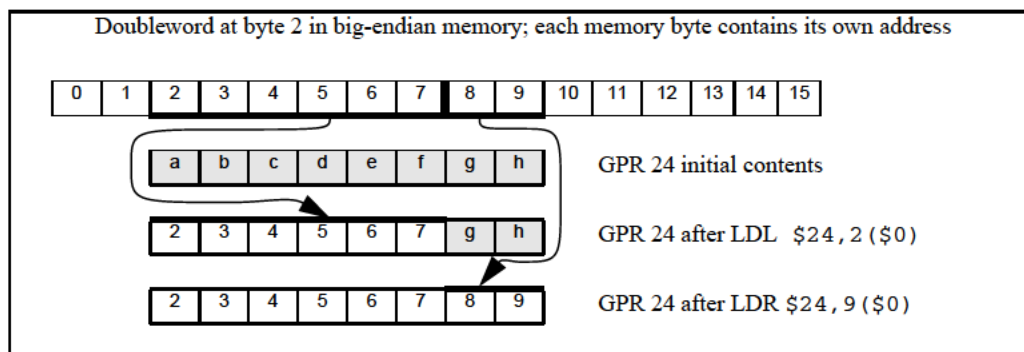 Doubleword at byte 2 in big-endian memory; each memory byte contains its own address
0 1 2 3 4 5 6 7 8 9 10 11 12 13 14 15
a b c d e f g h GPR 24 initial contents
2 3 4 5 6 7 g h GPR 24 after LDL $24,2($0)
2 3 4 5 6 7 8 9 GPR 24 after LDR $24,9($0)